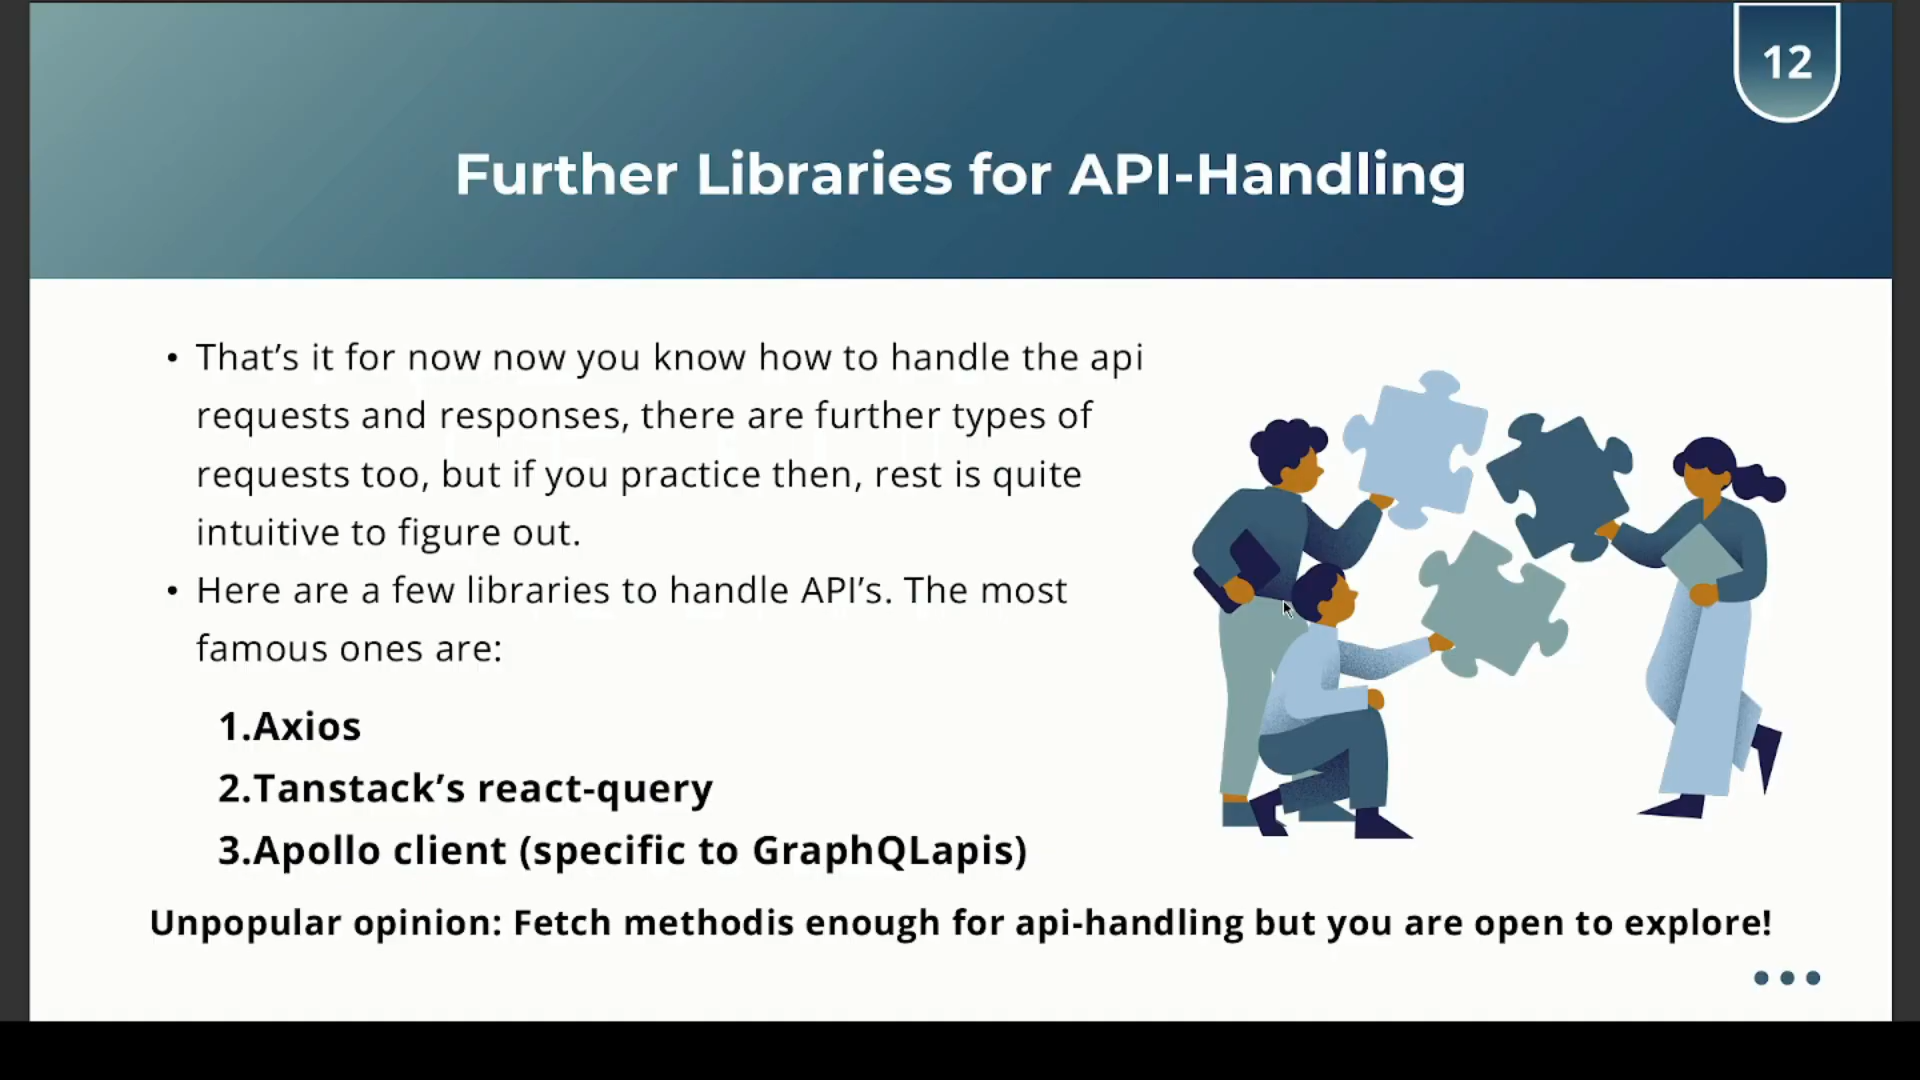 12
Further Libraries for API-Handling
• That’s it for now now you know how to handle the api
requests and responses, there are further types of
requests too, but if you practice then, rest is quite
intuitive to figure out.
• Here are a few libraries to handle API’s. The most
famous ones are:
1.Axios
2.Tanstack’s react-query
3.Apollo client (specific to GraphQLapis)
Unpopular opinion: Fetch methodis enough for api-handling but you are open to explore!